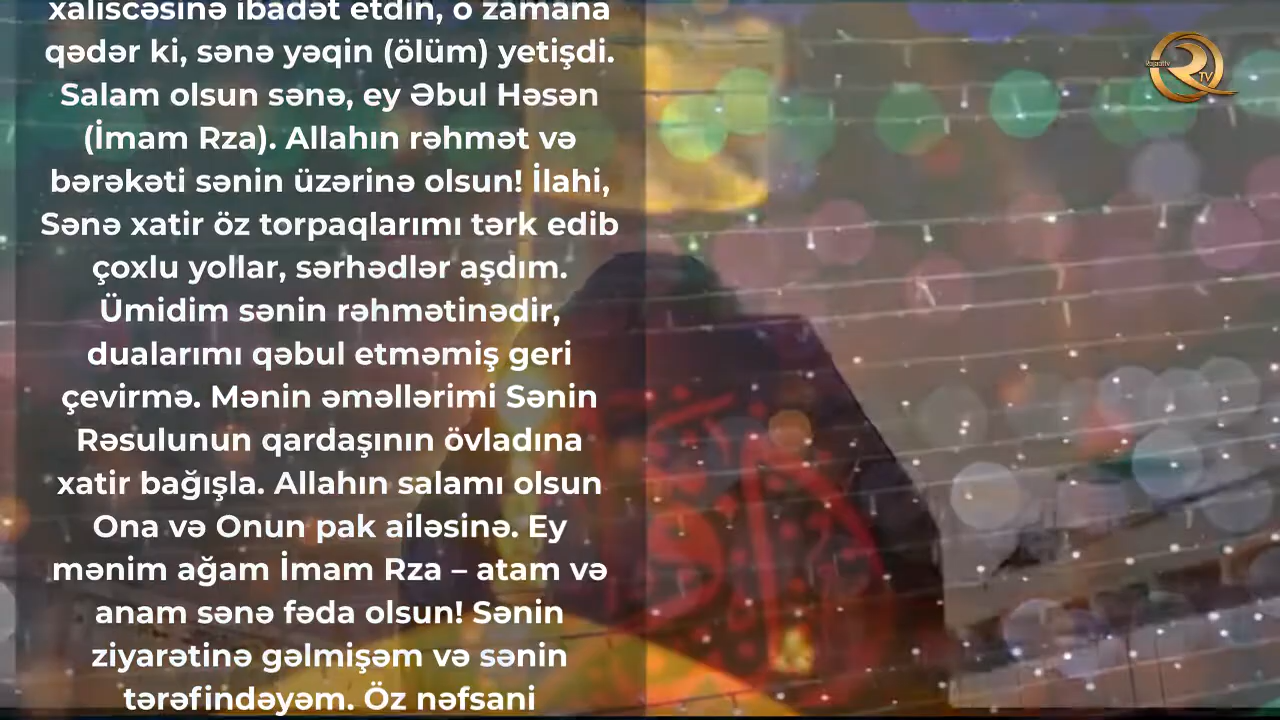 xaliscəsinə ibadət etdin, o zamana
qədər ki, sənə yəqin (ölüm) yetişdi.
Salam olsun sənə, ey Əbul Həsən
(İmam Rza). Allahın rəhmət və
bərəkəti sənin üzərinə olsun! İlahi,
Sənə xatir öz torpaqlarımı tərk edib
çoxlu yollar, sərhədlər aşdım.
Ümidim sənin rəhmətinədir,
dualarımı qəbul etməmiş geri
çevirmə. Mənin əməllərimi Sənin
Rəsulunun qardaşının övladına
xatir bağışla. Allahın salamı olsun
Ona və Onun pak ailəsinə. Ey
mənim ağam İmam Rza – atam və
anam sənə fəda olsun! Sənin
ziyarətinə gəlmişəm və sənin
tərəfindəyəm. Öz nəfsani
TV